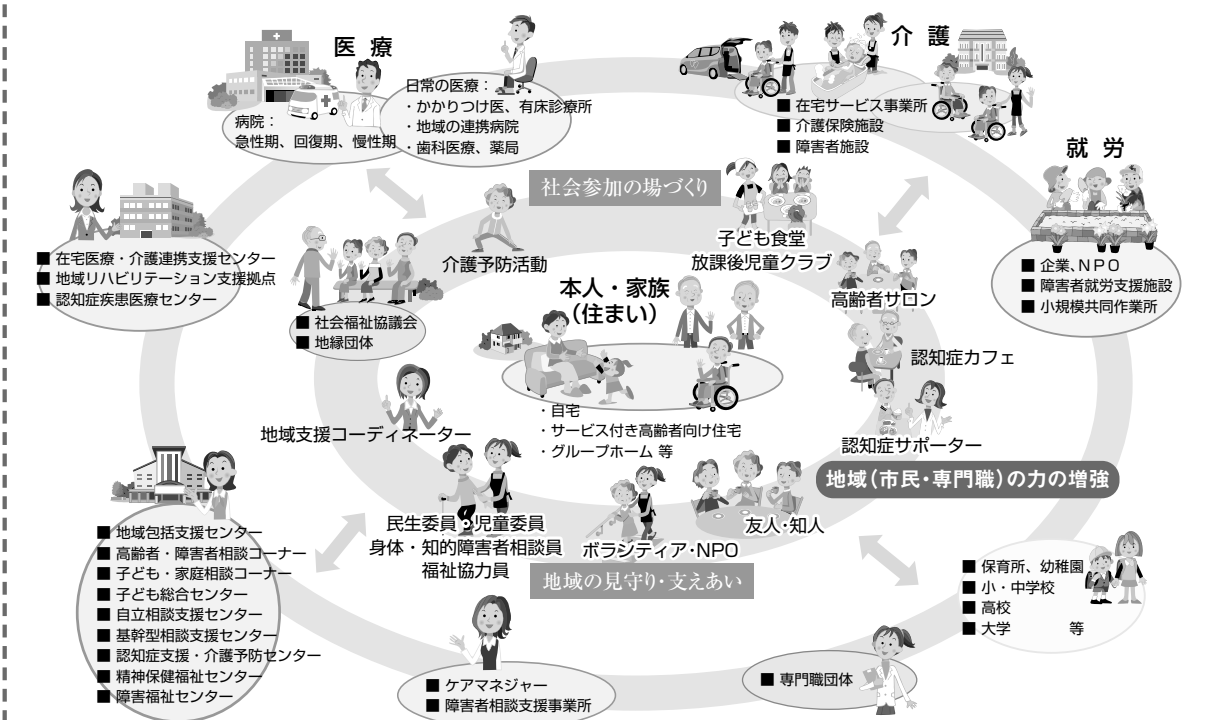 医 療
病院：
急性期、回復期、慢性期
日常の医療：
・かかりつけ医、有床診療所
・地域の連携病院
・歯科医療、薬局
介 護
■ 在宅サービス事業所
■ 介護保険施設
■ 障害者施設
就 労
■ 企業、ＮＰＯ
■ 障害者就労支援施設
■ 小規模共同作業所
■ 在宅医療・介護連携支援センター
■ 地域リハビリテーション支援拠点
■ 認知症疾患医療センター
社会参加の場づくり
介護予防活動
子ども食堂
放課後児童クラブ
高齢者サロン
■ 社会福祉協議会
■ 地縁団体
本人・家族
（住まい）
・自宅
・サービス付き高齢者向け住宅
・グループホーム 等
認知症カフェ
認知症サポーター
地域支援コーディネーター
地域（市民・専門職）の力の増強
民生委員・児童委員
身体・知的障害者相談員
福祉協力員
ボランティア・NPO
友人・知人
地域の見守り・支えあい
■ 地域包括支援センター
■ 高齢者・障害者相談コーナー
■ 子ども・家庭相談コーナー
■ 子ども総合センター
■ 自立相談支援センター
■ 基幹型相談支援センター
■ 認知症支援・介護予防センター
■ 精神保健福祉センター
■ 障害福祉センター
■ ケアマネジャー
■ 障害者相談支援事業所
■ 専門職団体
■ 保育所、幼稚園
■ 小・中学校
■ 高校
■ 大学　　　等